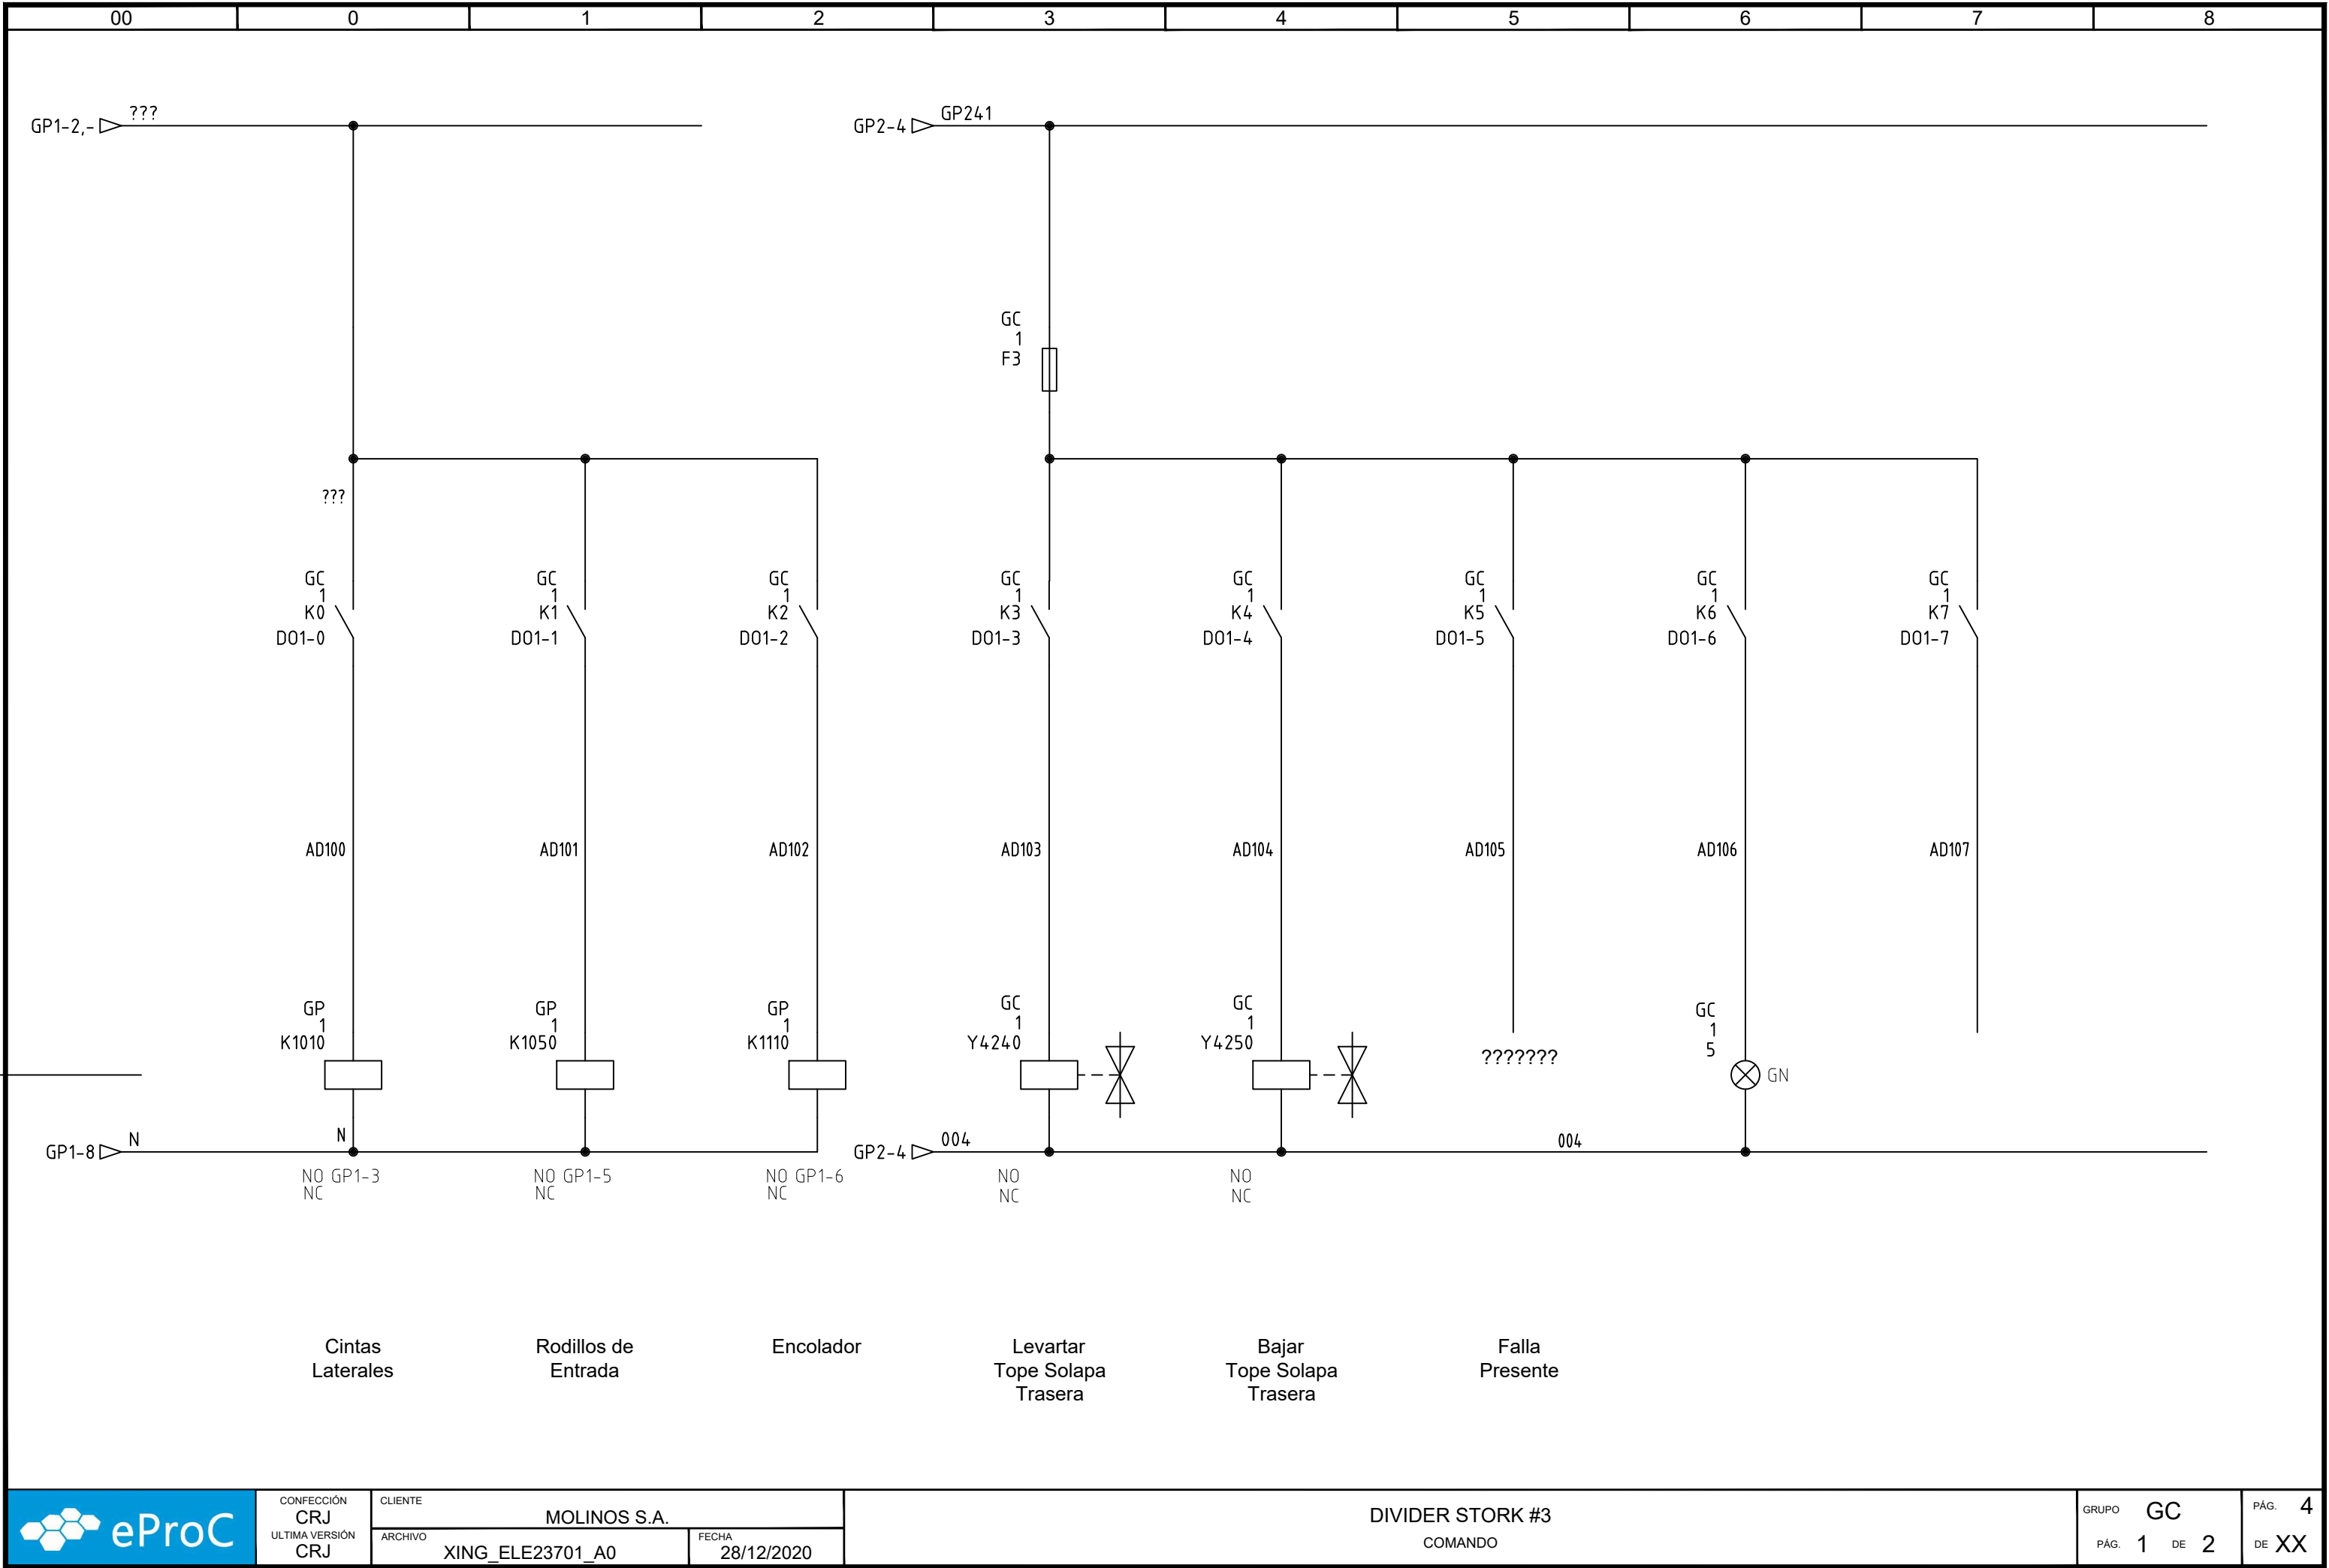 00 0 1 2 3 4 5 6 7 8
GP1-2,- ??? GP2-4 GP241
GC
1
F3
???
GC GC GC GC GC GC GC GC
1 1 1 1 1 1 1 1
K0 K1 K2 K3 K4 K5 K6 K7
DO1-0 DO1-1 DO1-2 DO1-3 DO1-4 DO1-5 DO1-6 DO1-7
AD100 AD101 AD102 AD103 AD104 AD105 AD106 AD107
GP GP GP GC GC GC
1 1 1 1 1 1
K1010 K1050 K1110 Y4240 Y4250 5
??????? GN
GP1-8 N N GP2-4 004 004
NO GP1-3 NO GP1-5 NO GP1-6 NO NO
NC NC NC NC NC
Cintas
Laterales
Rodillos de
Entrada
Encolador
Levartar
Tope Solapa
Trasera
Bajar
Tope Solapa
Trasera
Falla
Presente
eProC
CONFECCIÓN
CRJ
ULTIMA VERSIÓN
CRJ
CLIENTE
MOLINOS S.A.
ARCHIVO
XING_ELE23701_A0
FECHA
28/12/2020
DIVIDER STORK #3
COMANDO
GRUPO GC
PÁG. 1 DE 2
PÁG. 4
DE XX